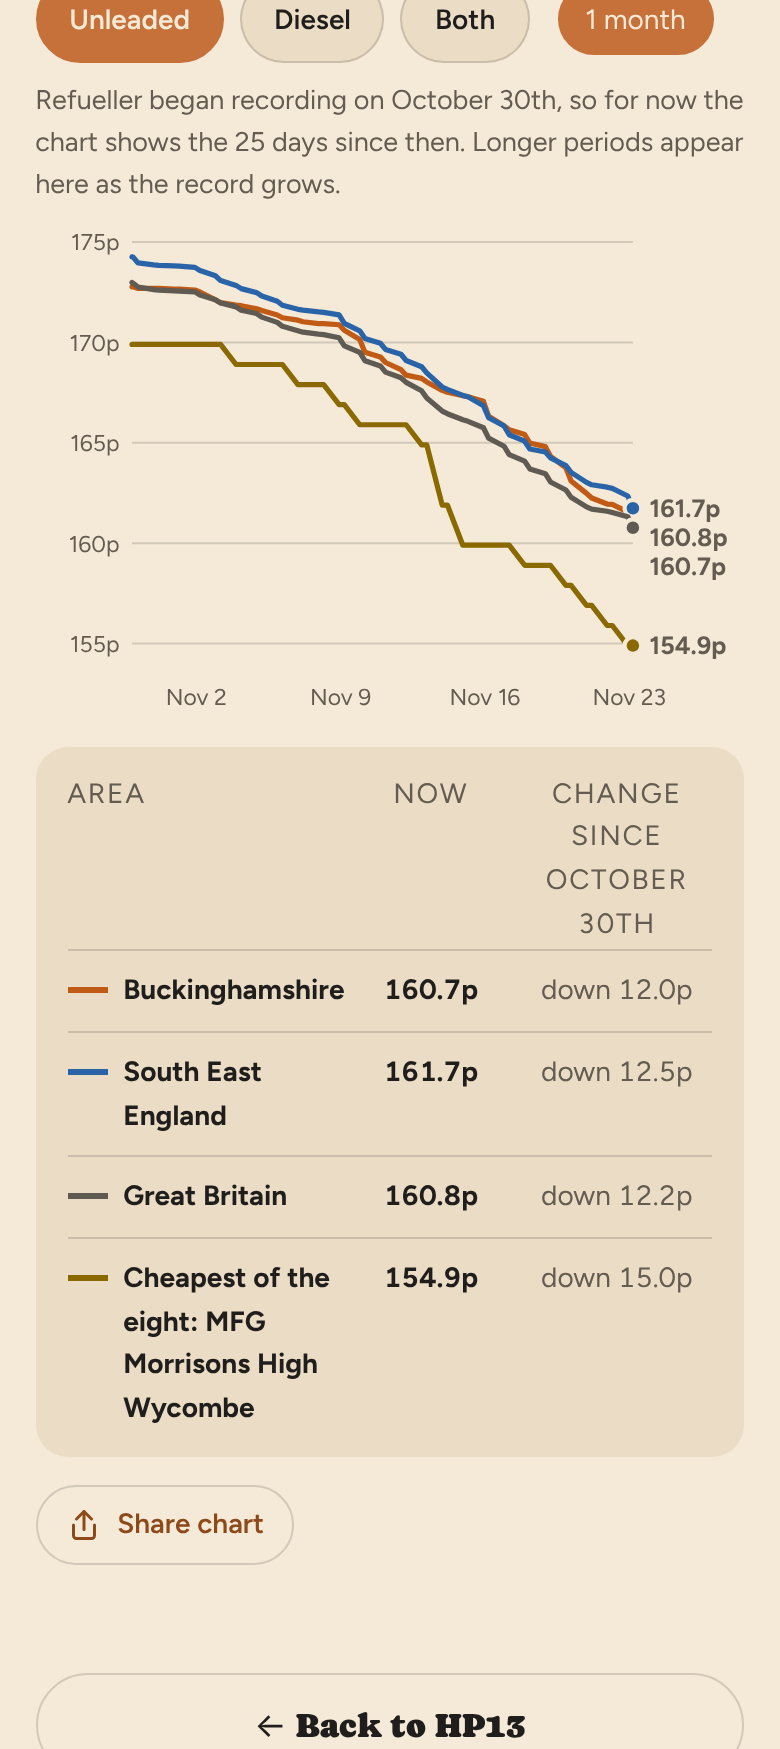 Unleaded Diesel Both 1 month
Refueller began recording on October 30th, so for now the
chart shows the 25 days since then. Longer periods appear
here as the record grows.
175p
170p
165p
160p
155p
161.7p
160.8p
160.7p
154.9p
Nov 2 Nov 9 Nov 16 Nov 23
AREA NOW CHANGE
SINCE
OCTOBER
30TH
Buckinghamshire 160.7p down 12.0p
South East 161.7p down 12.5p
England
Great Britain 160.8p down 12.2p
Cheapest of the 154.9p down 15.0p
eight: MFG
Morrisons High
Wycombe
Share chart
← Back to HP13